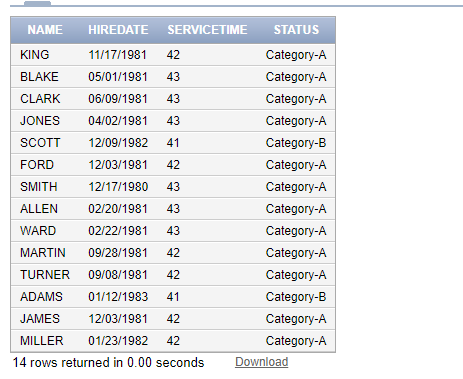 NAME HIREDATE SERVICETIME STATUS
KING 11/17/1981 42 Category-A
BLAKE 05/01/1981 43 Category-A
CLARK 06/09/1981 43 Category-A
JONES 04/02/1981 43 Category-A
SCOTT 12/09/1982 41 Category-B
FORD 12/03/1981 42 Category-A
SMITH 12/17/1980 43 Category-A
ALLEN 02/20/1981 43 Category-A
WARD 02/22/1981 43 Category-A
MARTIN 09/28/1981 42 Category-A
TURNER 09/08/1981 42 Category-A
ADAMS 01/12/1983 41 Category-B
JAMES 12/03/1981 42 Category-A
MILLER 01/23/1982 42 Category-A
14 rows returned in 0.00 seconds Download